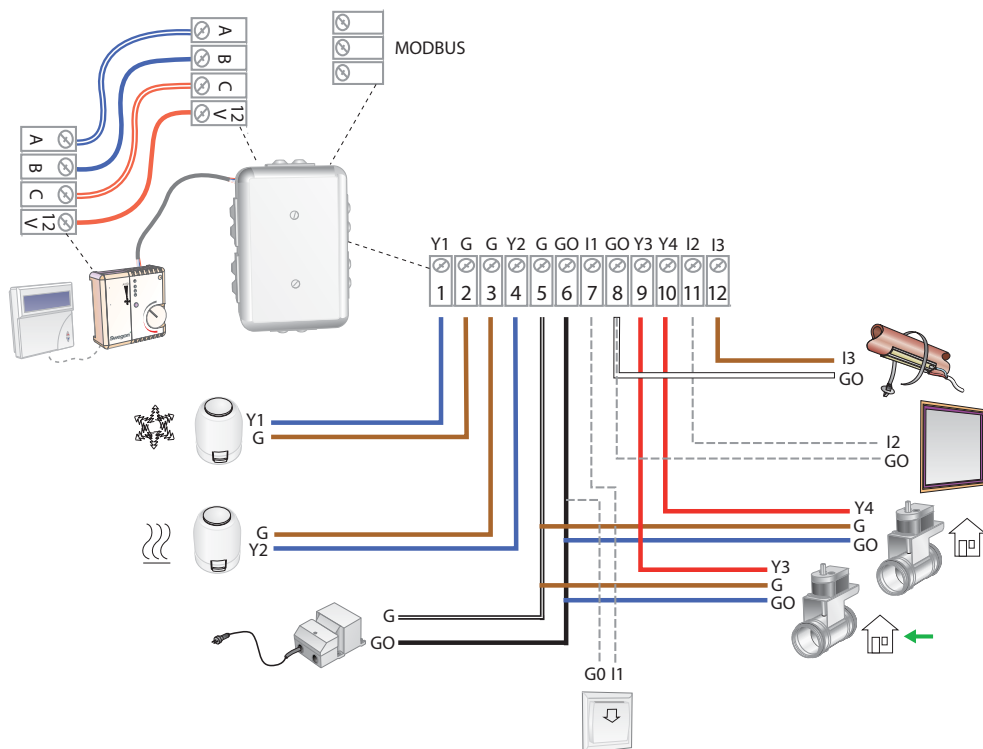 A
B
C
12 V
MODBUS
A
B
C
12 V
Y1 G G Y2 G GO I1 GO Y3 Y4 I2 I3
1 2 3 4 5 6 7 8 9 10 11 12
I3
GO
Y1
G
I2
GO
Y4
G
GO
G
Y2
Y3
G
GO
G
GO
G0 I1